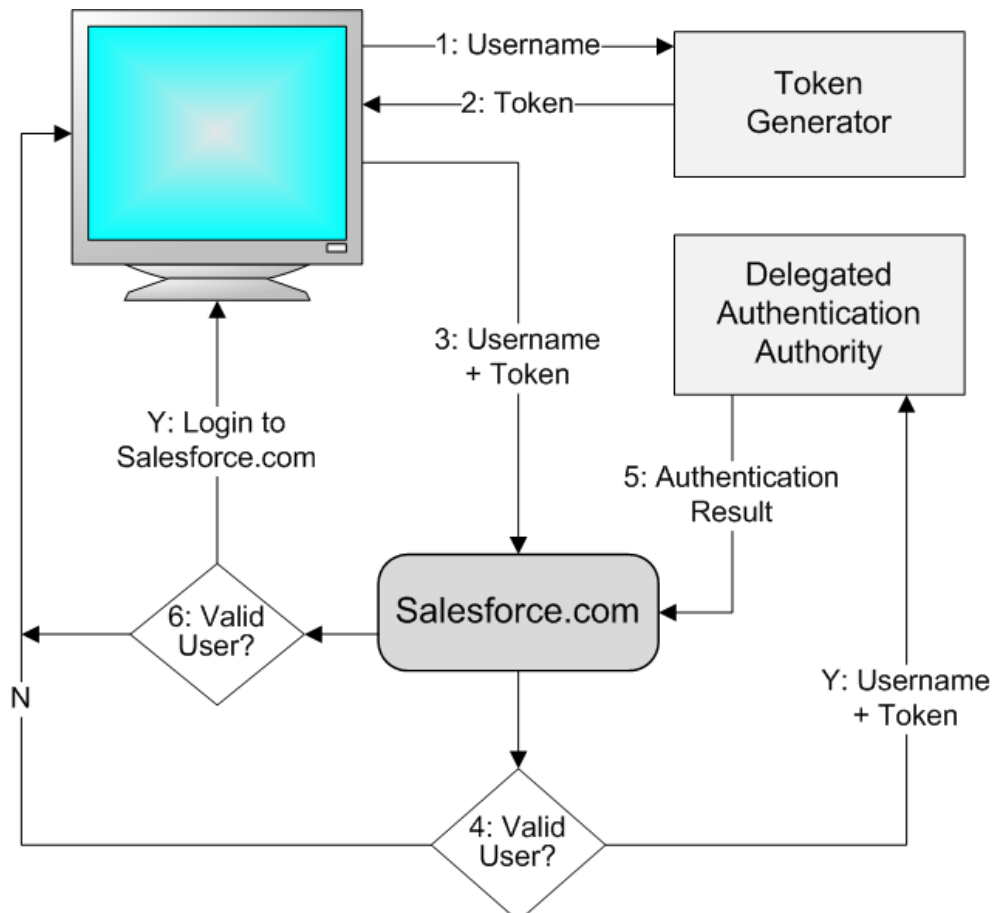 1: Username
Token
Generator
2: Token
Delegated
Authentication
Authority
3: Username
+ Token
Y: Login to
Salesforce.com
5: Authentication
Result
Salesforce.com
6: Valid
User?
N
Y: Username
+ Token
4: Valid
User?